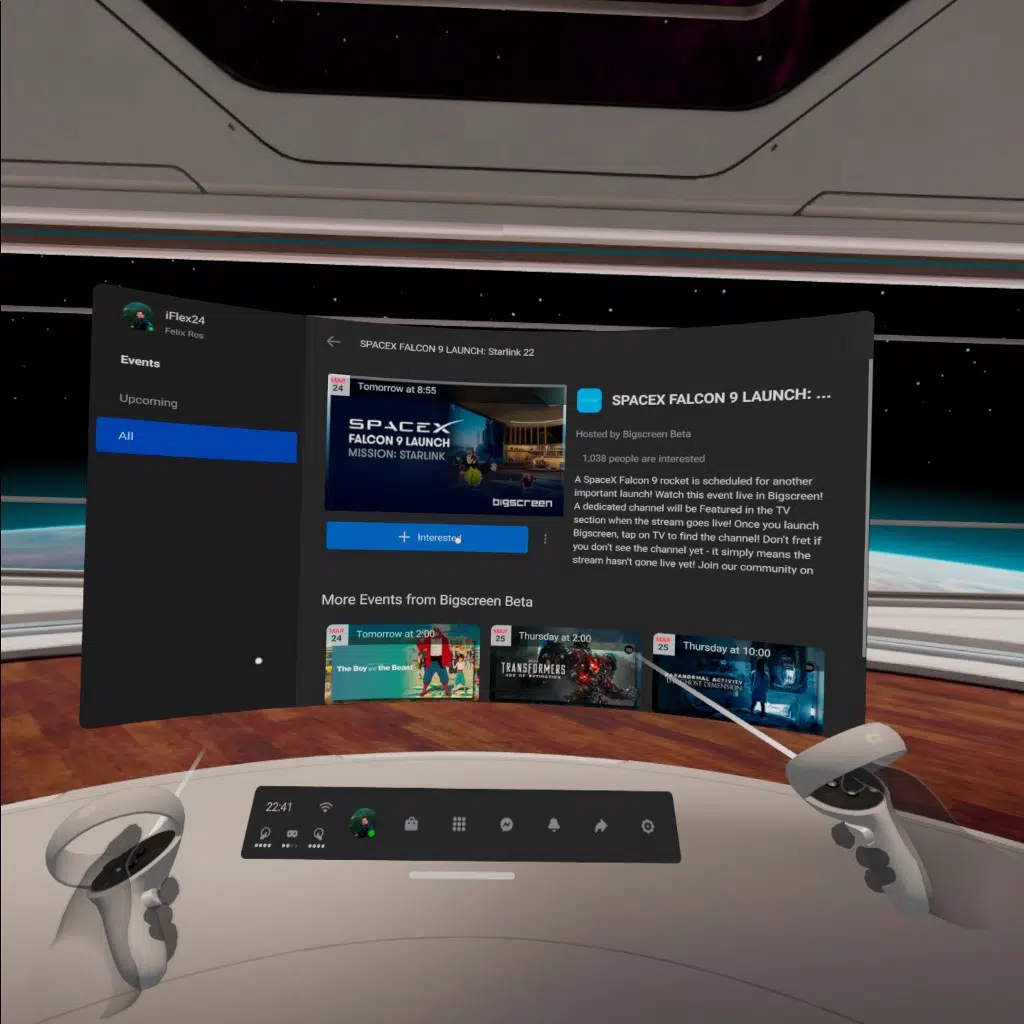 iFlex24
Felix Ros
Events
Upcoming
All
SPACEX FALCON 9 LAUNCH: Starlink 22
MAR
24
Tomorrow at 8:55
SPACEX
FALCON 9 LAUNCH
MISSION: STARLINK
bigscreen
Interested
SPACEX FALCON 9 LAUNCH: ...
Hosted by Bigscreen Beta
1,038 people are interested
A SpaceX Falcon 9 rocket is scheduled for another
important launch! Watch this event live in Bigscreen!
A dedicated channel will be Featured in the TV
section when the stream goes live! Once you launch
Bigscreen, tap on TV to find the channel! Don't fret if
you don't see the channel yet - it simply means the
stream hasn't gone live yet! Join our community on
More Events from Bigscreen Beta
MAR
24
Tomorrow at 2:00
The Boy and the Beast
MAR
25
Thursday at 2:00
TRANSFORMERS
AGE OF EXTINCTION
MAR
25
Thursday at 10:00
PARANORMAL ACTIVITY
THE GHOST DIMENSION
22:41